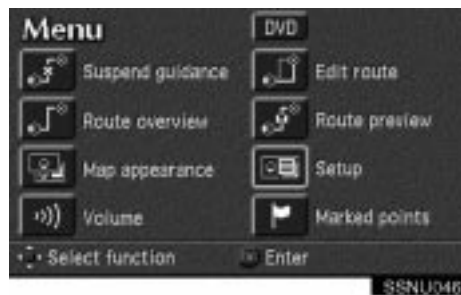 Menu DVD
Suspend guidance Edit route
Route overview Route preview
Map appearance Setup
Volume Marked points
Select function Enter
SSNU046